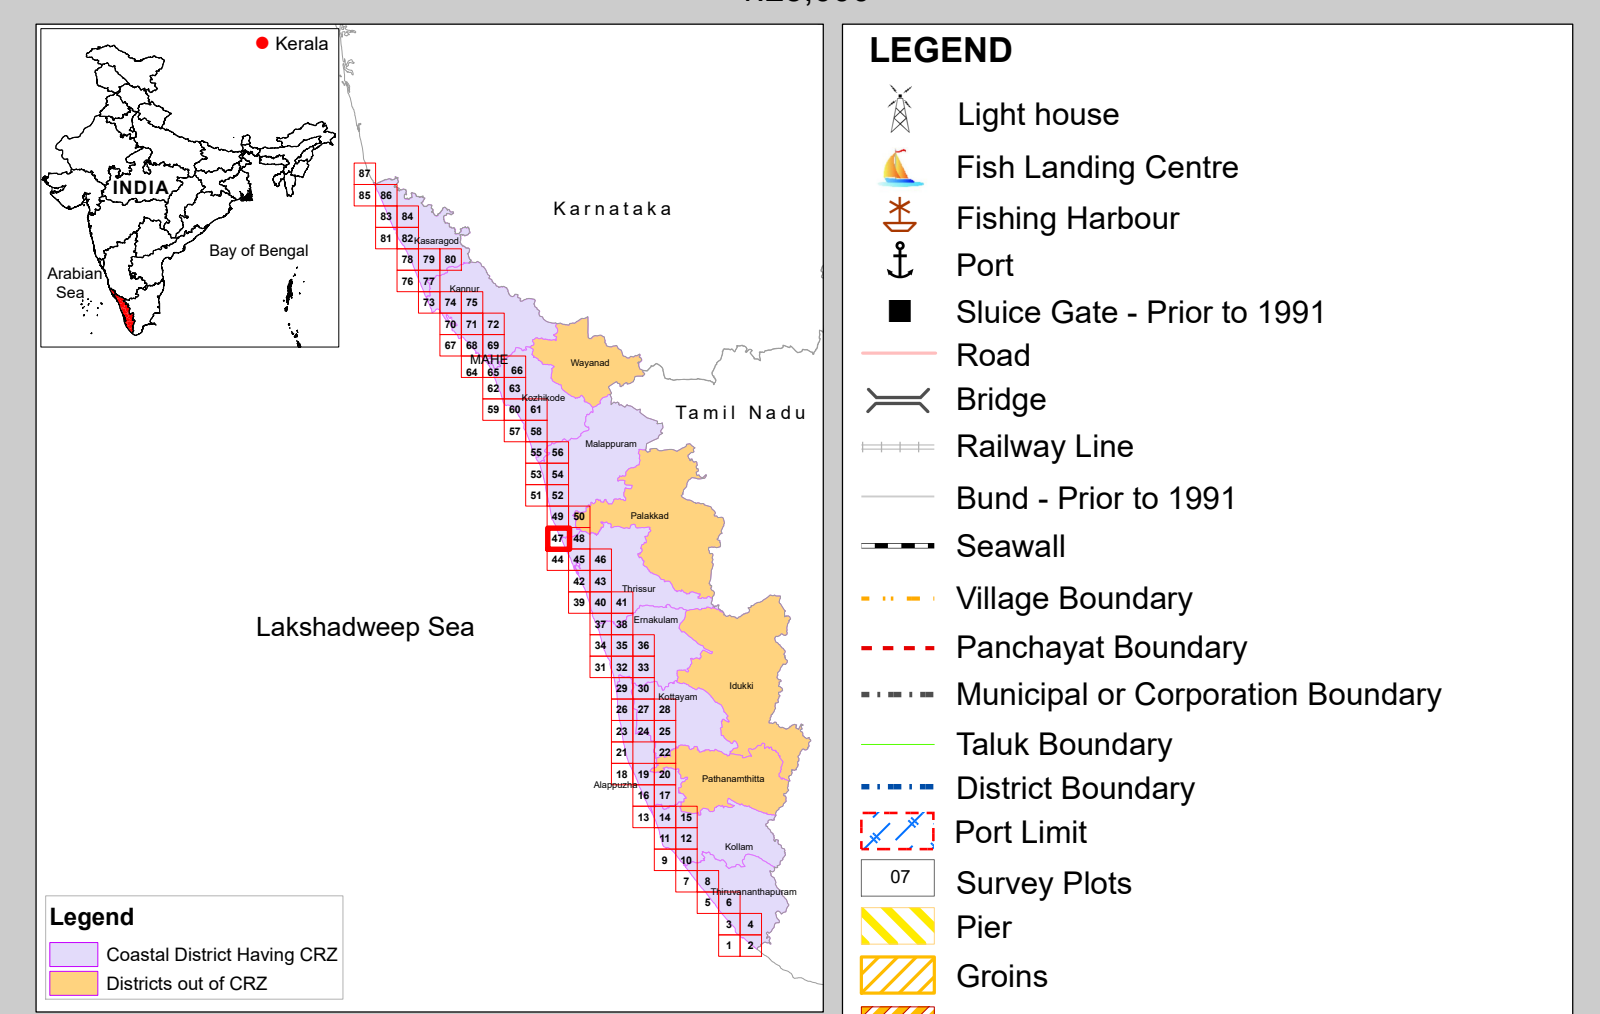 Kerala
INDIA
Bay of Bengal
Arabian
Sea
Karnataka
Tamil Nadu
Lakshadweep Sea
87
85 86
83 84
81 82 Kasaragod
78 79 80
76 77
Kannur
73 74 75
70 71 72
67 68 69
MAHE
64 65 66
Wayanad
62 63
Kozhikode
59 60 61
57 58
Malappuram
55 56
53 54
51 52
49 50 Palakkad
47 48
44 45 46
42 43
Thrissur
39 40 41
37 38 Ernakulam
34 35 36
31 32 33
29 30 Idukki
Kottayam
26 27 28
23 24 25
21 22
18 19 20 Pathanamthitta
Alappuzha
16 17
13 14 15
11 12
Kollam
9 10
7 8
Thiruvananthapuram
5 6
3 4
1 2
Legend
Coastal District Having CRZ
Districts out of CRZ
LEGEND
Light house
Fish Landing Centre
Fishing Harbour
Port
Sluice Gate - Prior to 1991
Road
Bridge
Railway Line
Bund - Prior to 1991
Seawall
Village Boundary
Panchayat Boundary
Municipal or Corporation Boundary
Taluk Boundary
District Boundary
Port Limit
07 Survey Plots
Pier
Groins